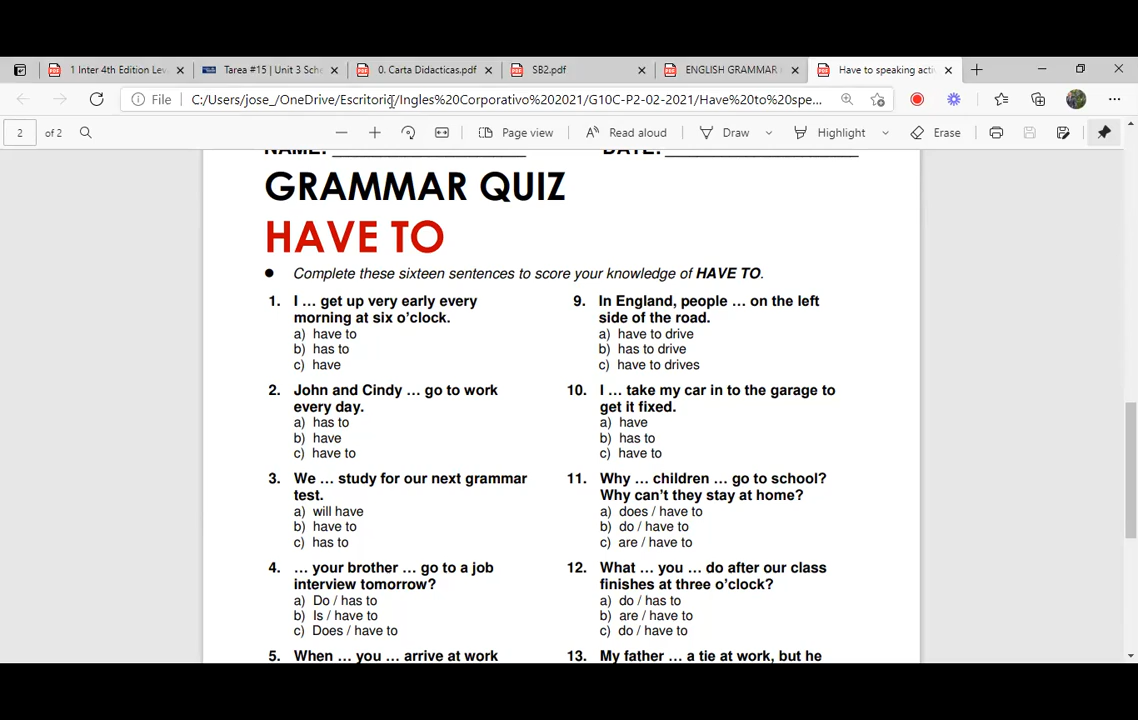 1 Inter 4th Edition Lev
Tarea #15 | Unit 3 Sch
0. Carta Didacticas.pdf
SB2.pdf
ENGLISH GRAMMAR
Have to speaking acti
File
C:/Users/jose_/OneDrive/Escritorio/Ingles%20Corporativo%202021/G10C-P2-02-2021/Have%20to%20spe...
2
of 2
Page view
Read aloud
Draw
Highlight
Erase
NAME: ____________________ DATE: ____________________
GRAMMAR QUIZ
HAVE TO
● Complete these sixteen sentences to score your knowledge of HAVE TO.
1. I … get up very early every
morning at six o’clock.
a) have to
b) has to
c) have
2. John and Cindy … go to work
every day.
a) has to
b) have
c) have to
3. We … study for our next grammar
test.
a) will have
b) have to
c) has to
4. … your brother … go to a job
interview tomorrow?
a) Do / has to
b) Is / have to
c) Does / have to
5. When … you … arrive at work
9. In England, people … on the left
side of the road.
a) have to drive
b) has to drive
c) have to drives
10. I … take my car in to the garage to
get it fixed.
a) have
b) has to
c) have to
11. Why … children … go to school?
Why can’t they stay at home?
a) does / have to
b) do / have to
c) are / have to
12. What … you … do after our class
finishes at three o’clock?
a) do / has to
b) are / have to
c) do / have to
13. My father … a tie at work, but he